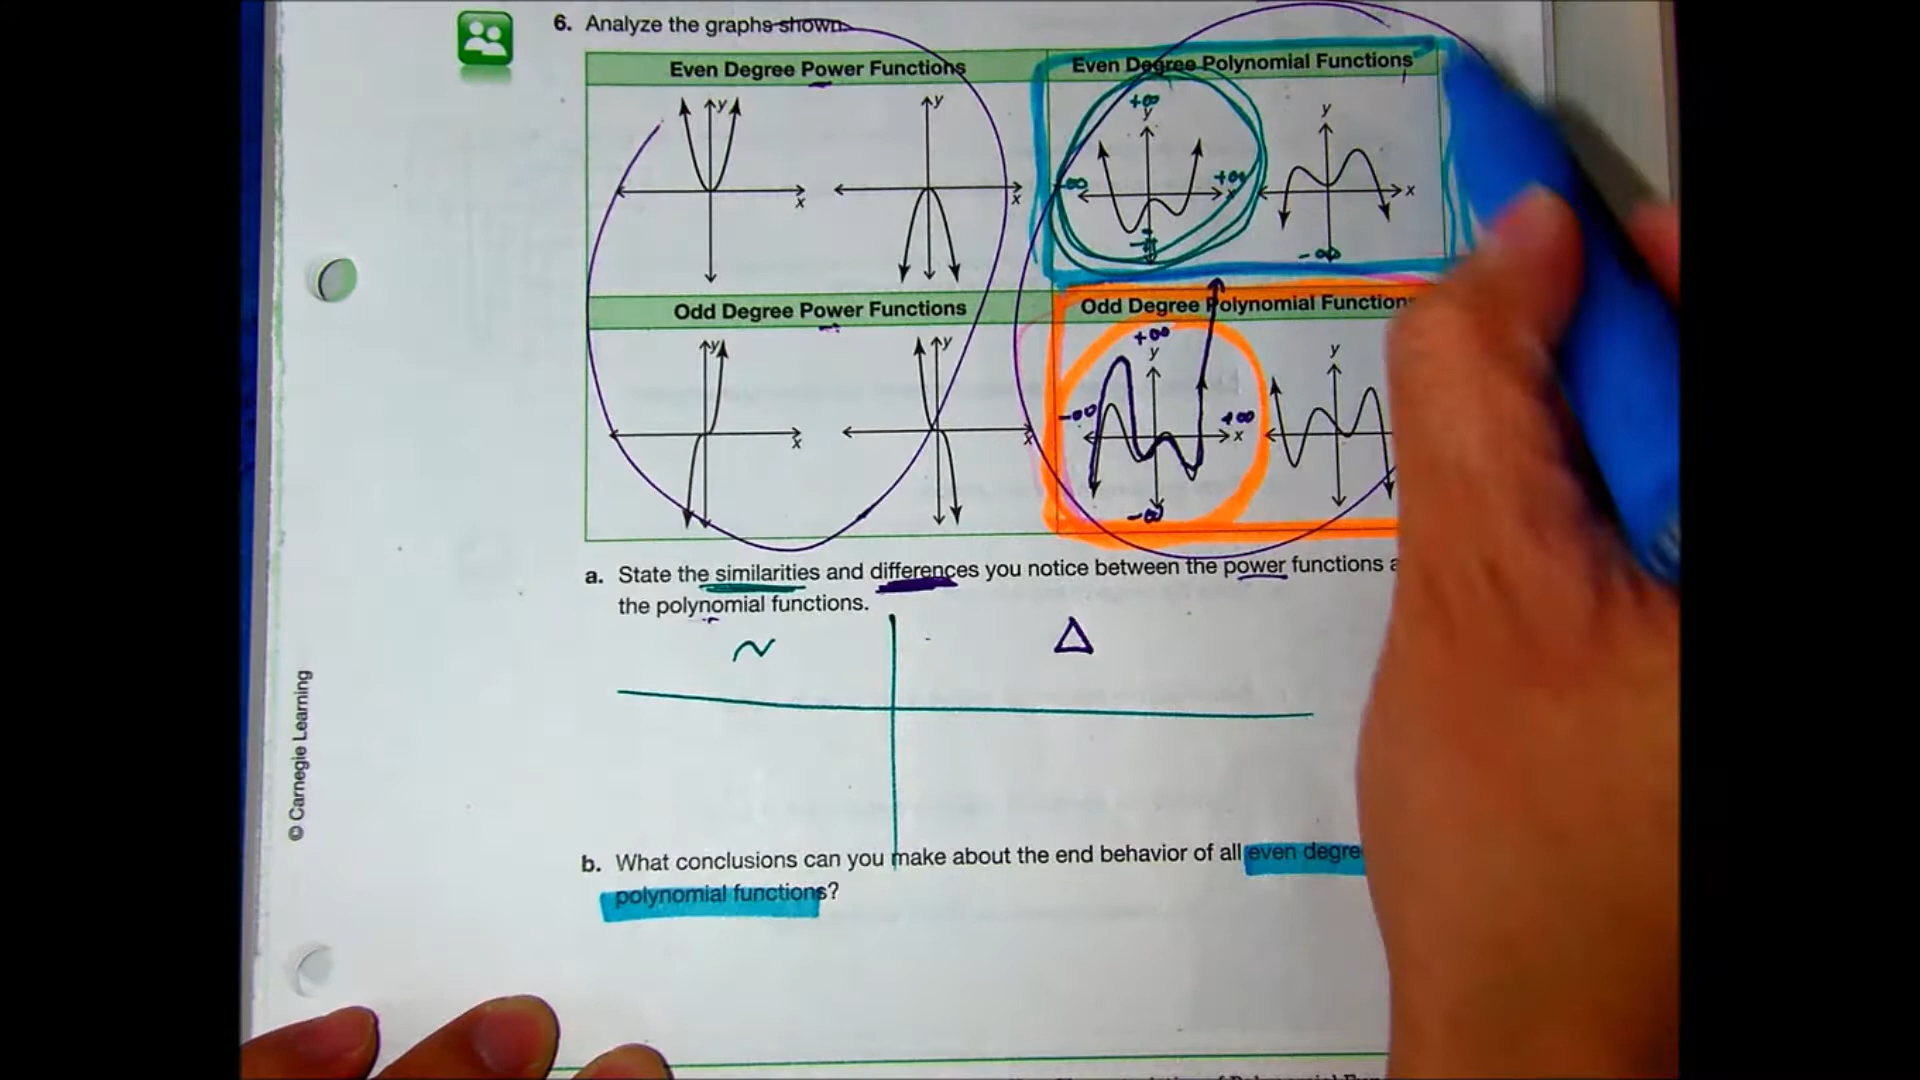 6. Analyze the graphs shown.
Even Degree Power Functions
Even Degree Polynomial Functions
y
y
+∞
y
y
x
x
-∞
+∞
x
-∞
Odd Degree Power Functions
Odd Degree Polynomial Function
y
y
+∞
y
y
x
x
-∞
+∞
x
-∞
a. State the similarities and differences you notice between the power functions
the polynomial functions.
~
Δ
b. What conclusions can you make about the end behavior of all even degre
polynomial functions?
© Carnegie Learning